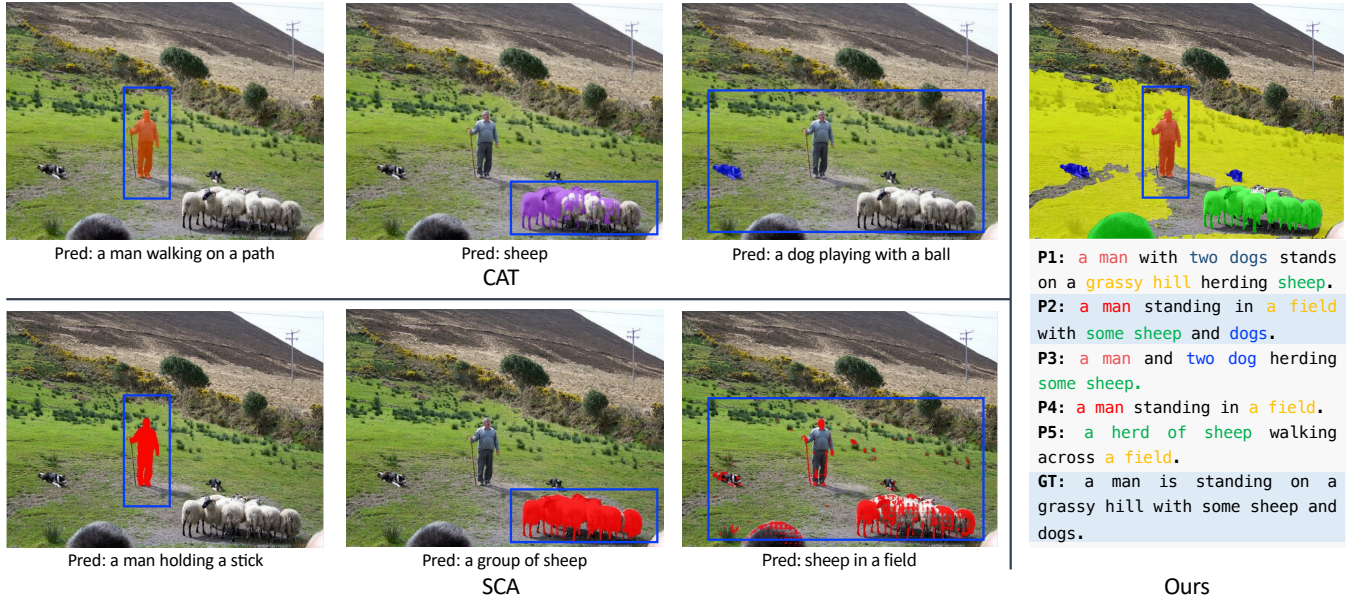 Pred: a man walking on a path
Pred: sheep
Pred: a dog playing with a ball
CAT
Pred: a man holding a stick
Pred: a group of sheep
Pred: sheep in a field
SCA
P1: a man with two dogs stands
on a grassy hill herding sheep.
P2: a man standing in a field
with some sheep and dogs.
P3: a man and two dog herding
some sheep.
P4: a man standing in a field.
P5: a herd of sheep walking
across a field.
GT: a man is standing on a
grassy hill with some sheep and
dogs.
Ours